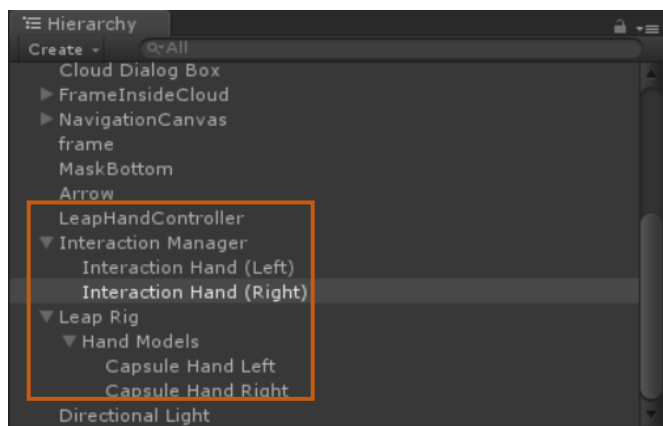 Hierarchy
Create All
Cloud Dialog Box
FrameInsideCloud
NavigationCanvas
frame
MaskBottom
Arrow
LeapHandController
Interaction Manager
Interaction Hand (Left)
Interaction Hand (Right)
Leap Rig
Hand Models
Capsule Hand Left
Capsule Hand Right
Directional Light